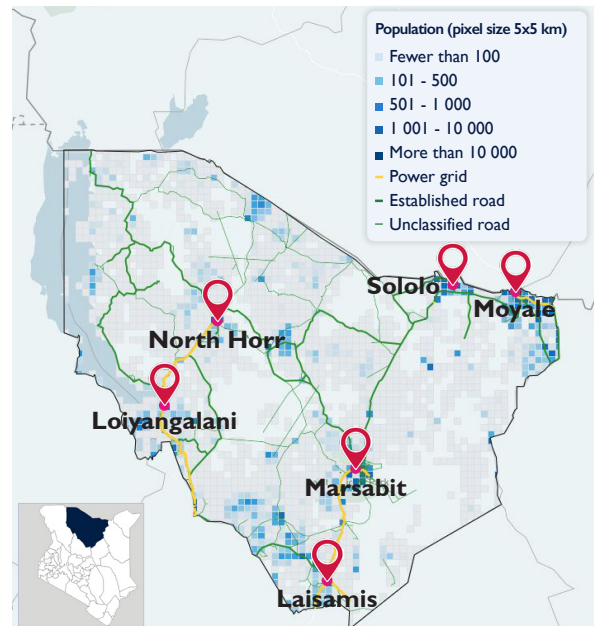 Population (pixel size 5x5 km)
Fewer than 100
101 - 500
501 - 1 000
1 001 - 10 000
More than 10 000
Power grid
Established road
Unclassified road
Sololo
Moyale
North Horr
Loiyangalani
Marsabit
Laisamis